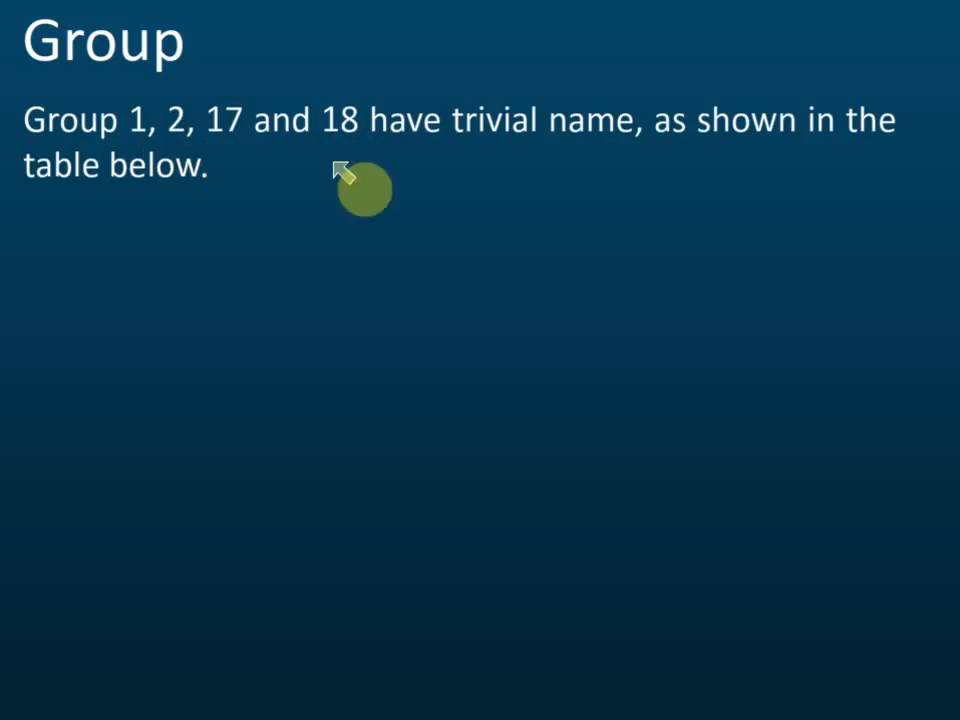 Group
Group 1, 2, 17 and 18 have trivial name, as shown in the
table below.